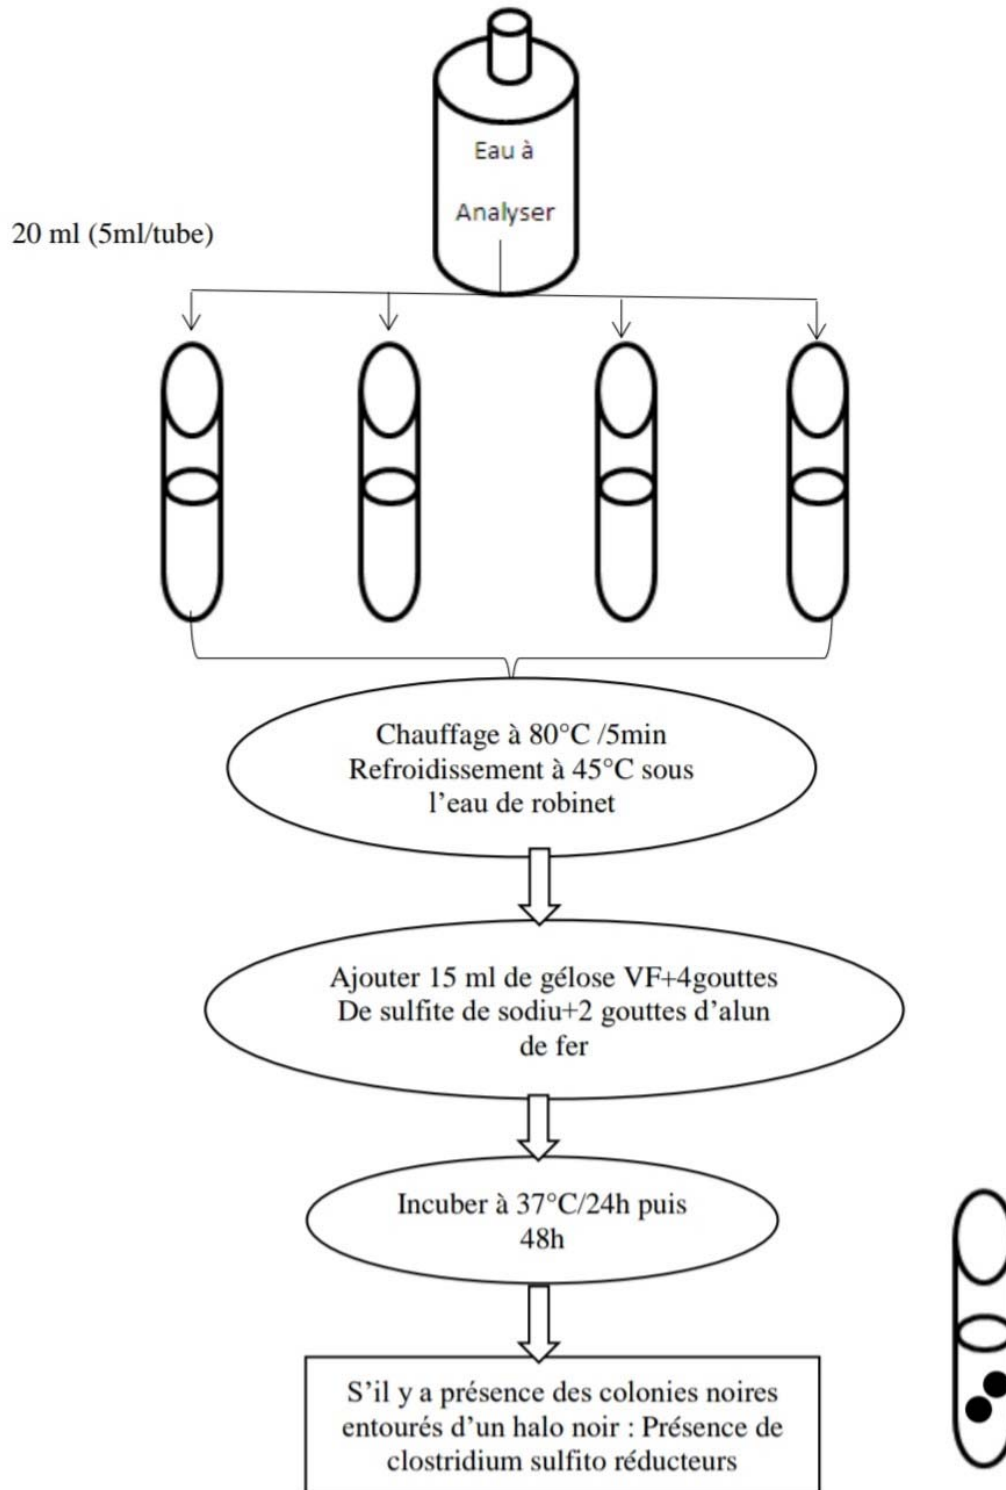 Eau à
Analyser
20 ml (5ml/tube)
Chauffage à 80°C /5min
Refroidissement à 45°C sous
l’eau de robinet
Ajouter 15 ml de gélose VF+4gouttes
De sulfite de sodiu+2 gouttes d’alun
de fer
Incuber à 37°C/24h puis
48h
S’il y a présence des colonies noires
entourés d’un halo noir : Présence de
clostridium sulfito réducteurs